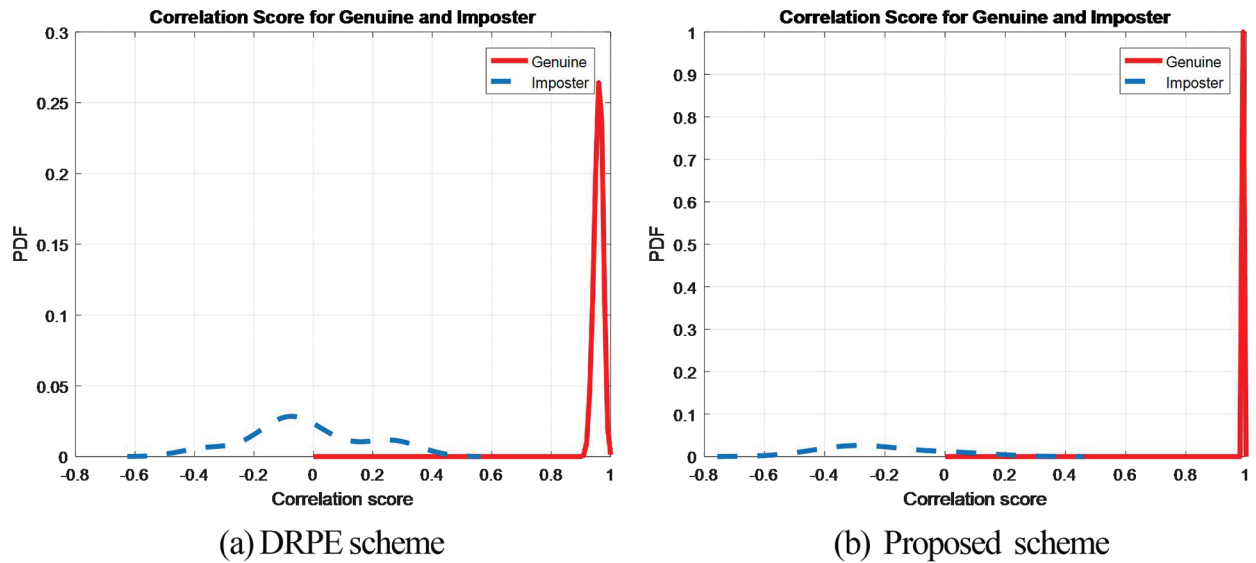 Correlation Score for Genuine and Imposter
0.3
0.25
0.2
0.15
0.1
0.05
0
PDF
Genuine
Imposter
-0.8 -0.6 -0.4 -0.2 0 0.2 0.4 0.6 0.8 1
Correlation score
(a) DRPE scheme
Correlation Score for Genuine and Imposter
1
0.9
0.8
0.7
0.6
0.5
0.4
0.3
0.2
0.1
0
PDF
Genuine
Imposter
-0.8 -0.6 -0.4 -0.2 0 0.2 0.4 0.6 0.8 1
Correlation score
(b) Proposed scheme